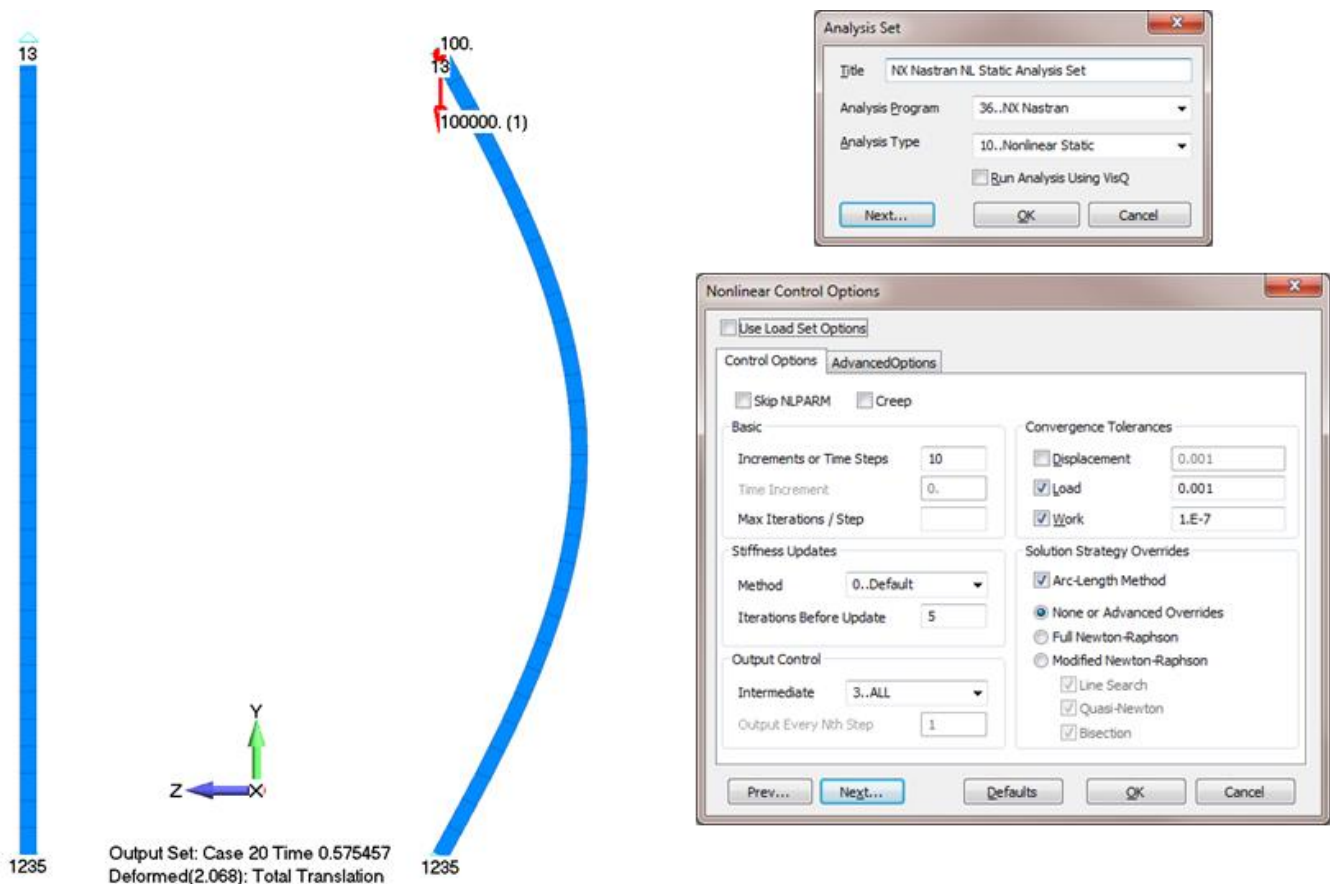 13
100.
13
100000. (1)
Y
Z
X
1235
1235
Output Set: Case 20 Time 0.575457
Deformed(2.068): Total Translation
Analysis Set
Title NX Nastran NL Static Analysis Set
Analysis Program 36..NX Nastran
Analysis Type 10..Nonlinear Static
Run Analysis Using VisQ
Next... OK Cancel
Nonlinear Control Options
Use Load Set Options
Control Options AdvancedOptions
Skip NLPARM Creep
Basic
Increments or Time Steps 10
Time Increment 0.
Max Iterations / Step
Stiffness Updates
Method 0..Default
Iterations Before Update 5
Output Control
Intermediate 3..ALL
Output Every Nth Step 1
Convergence Tolerances
Displacement 0.001
Load 0.001
Work 1.E-7
Solution Strategy Overrides
Arc-Length Method
None or Advanced Overrides
Full Newton-Raphson
Modified Newton-Raphson
Line Search
Quasi-Newton
Bisection
Prev... Next... Defaults OK Cancel